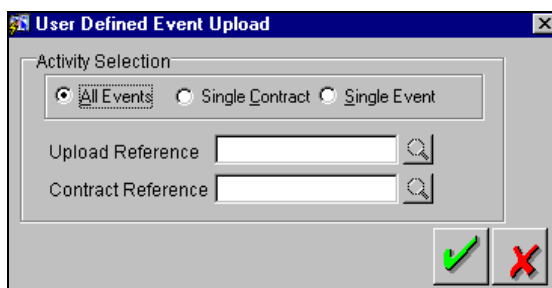 User Defined Event Upload
Activity Selection
All Events Single Contract Single Event
Upload Reference
Contract Reference